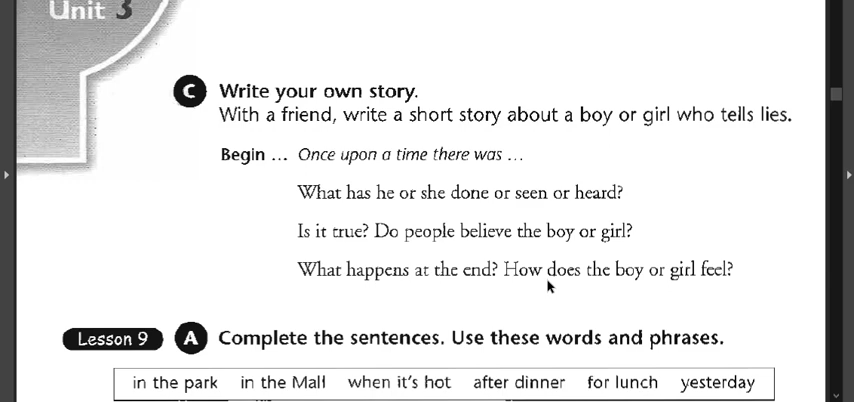 Unit 3
C Write your own story.
With a friend, write a short story about a boy or girl who tells lies.
Begin ... Once upon a time there was ...
What has he or she done or seen or heard?
Is it true? Do people believe the boy or girl?
What happens at the end? How does the boy or girl feel?
Lesson 9 A Complete the sentences. Use these words and phrases.
in the park in the Mall when it's hot after dinner for lunch yesterday